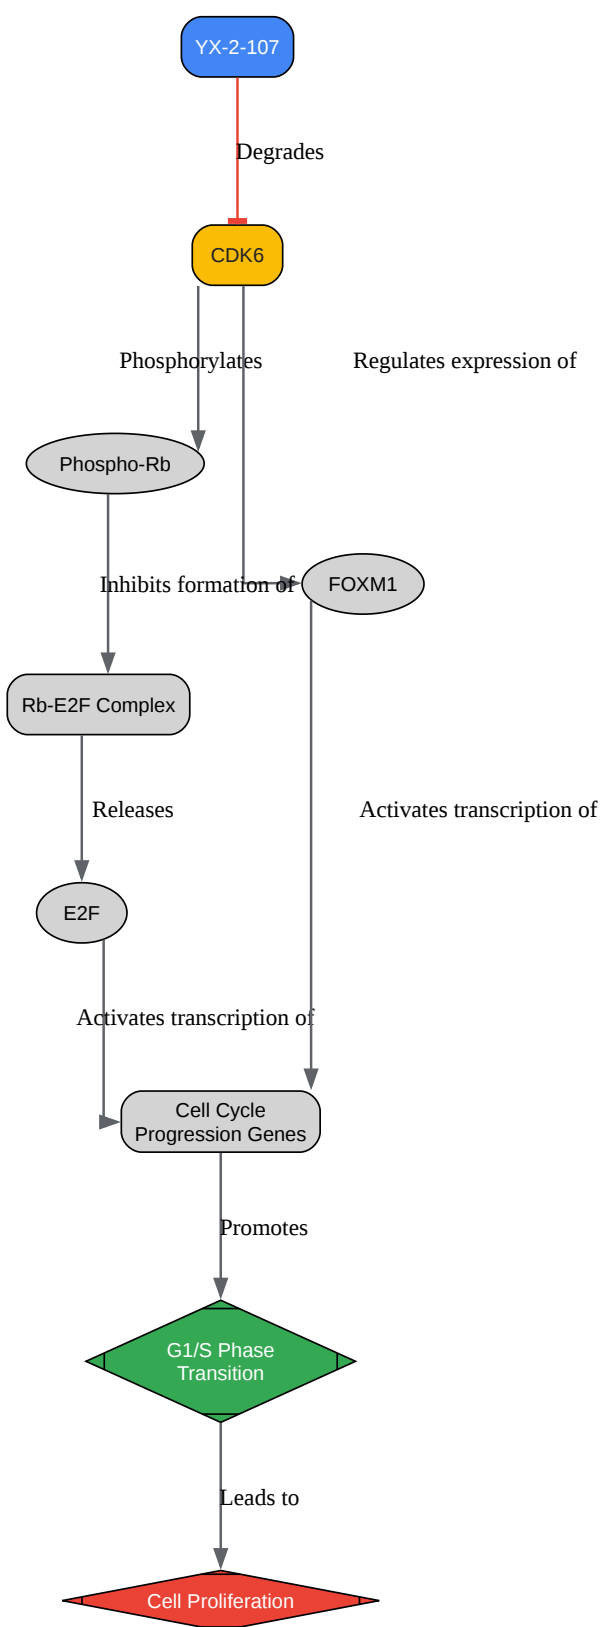 YX-2-107
Degrades
CDK6
Phosphorylates
Regulates expression of
Phospho-Rb
Inhibits formation of
FOXM1
Rb-E2F Complex
Releases
Activates transcription of
E2F
Activates transcription of
Cell Cycle
Progression Genes
Promotes
G1/S Phase
Transition
Leads to
Cell Proliferation